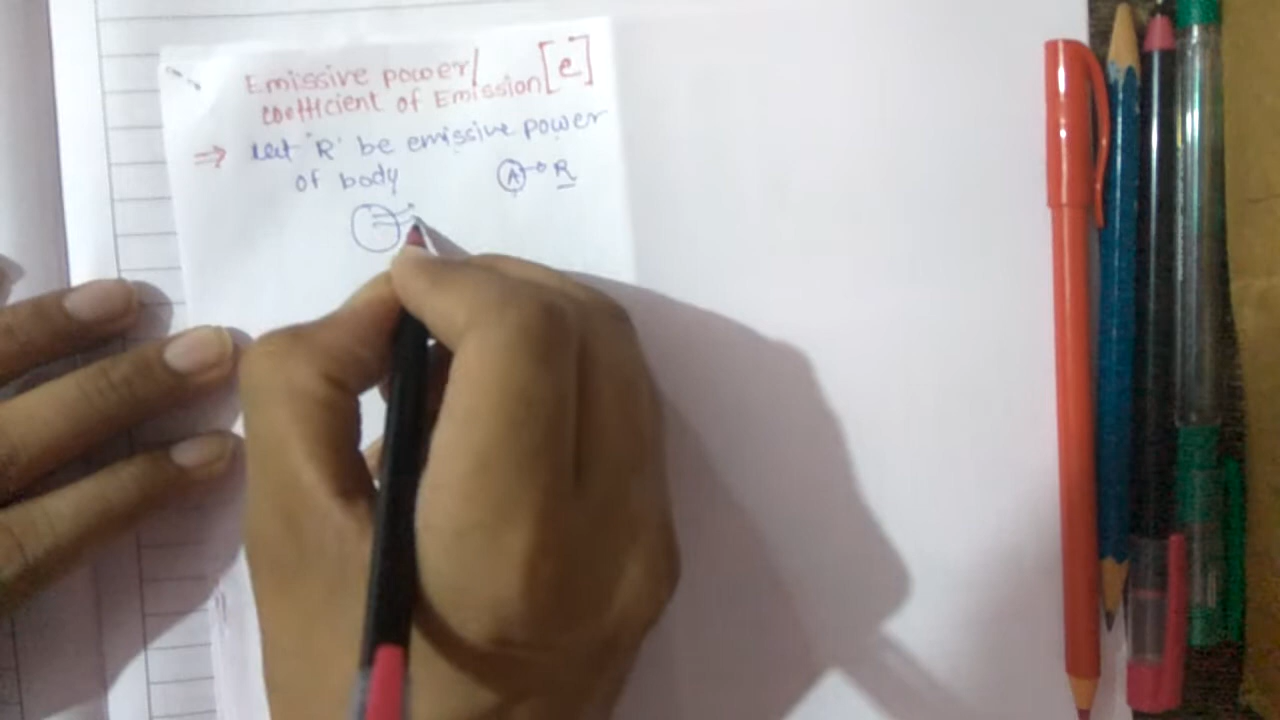 Emissive power/
coefficient of Emission [e]
⇒ Let 'R' be emissive power
of body
A → R